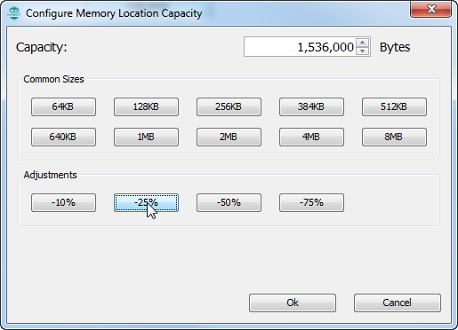 Configure Memory Location Capacity
Capacity: 1,536,000 Bytes
Common Sizes
64KB 128KB 256KB 384KB 512KB
640KB 1MB 2MB 4MB 8MB
Adjustments
-10% -25% -50% -75%
Ok Cancel